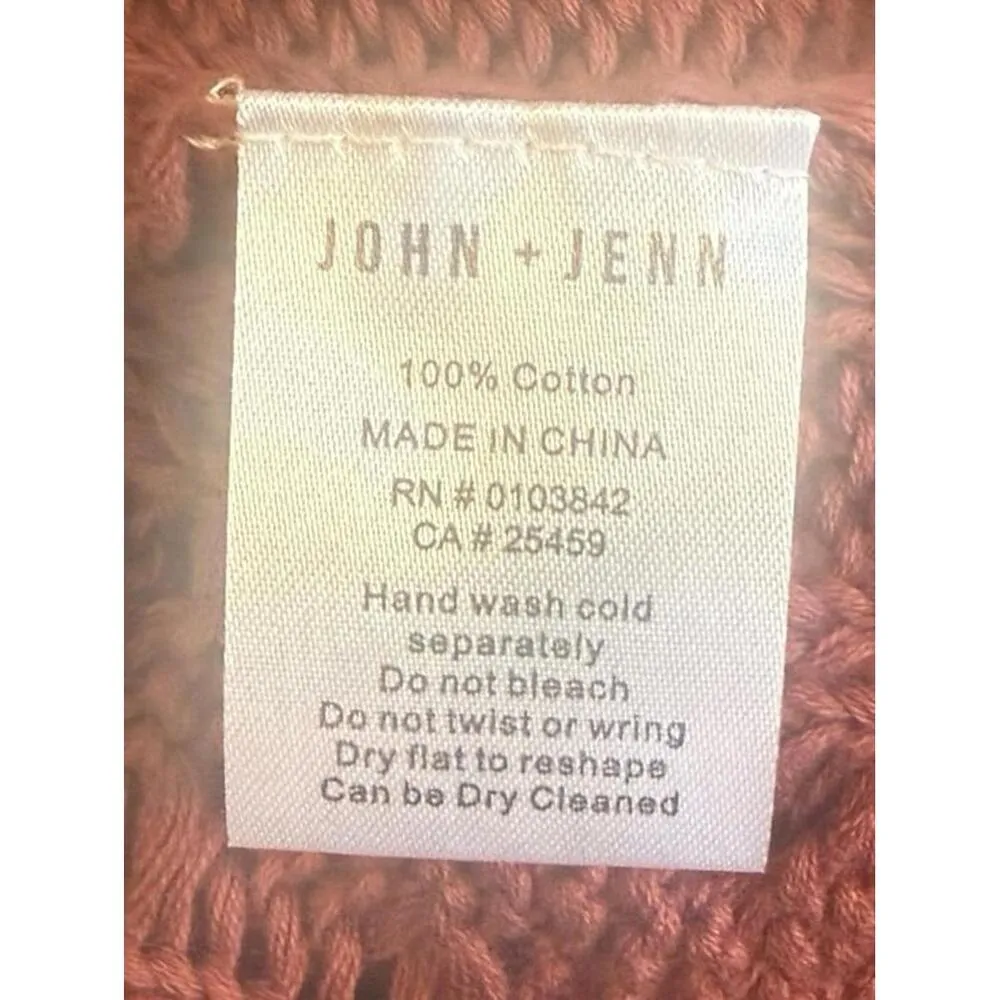 JOHN + JENN
100% Cotton
MADE IN CHINA
RN # 0103842
CA # 25459
Hand wash cold
separately
Do not bleach
Do not twist or wring
Dry flat to reshape
Can be Dry Cleaned